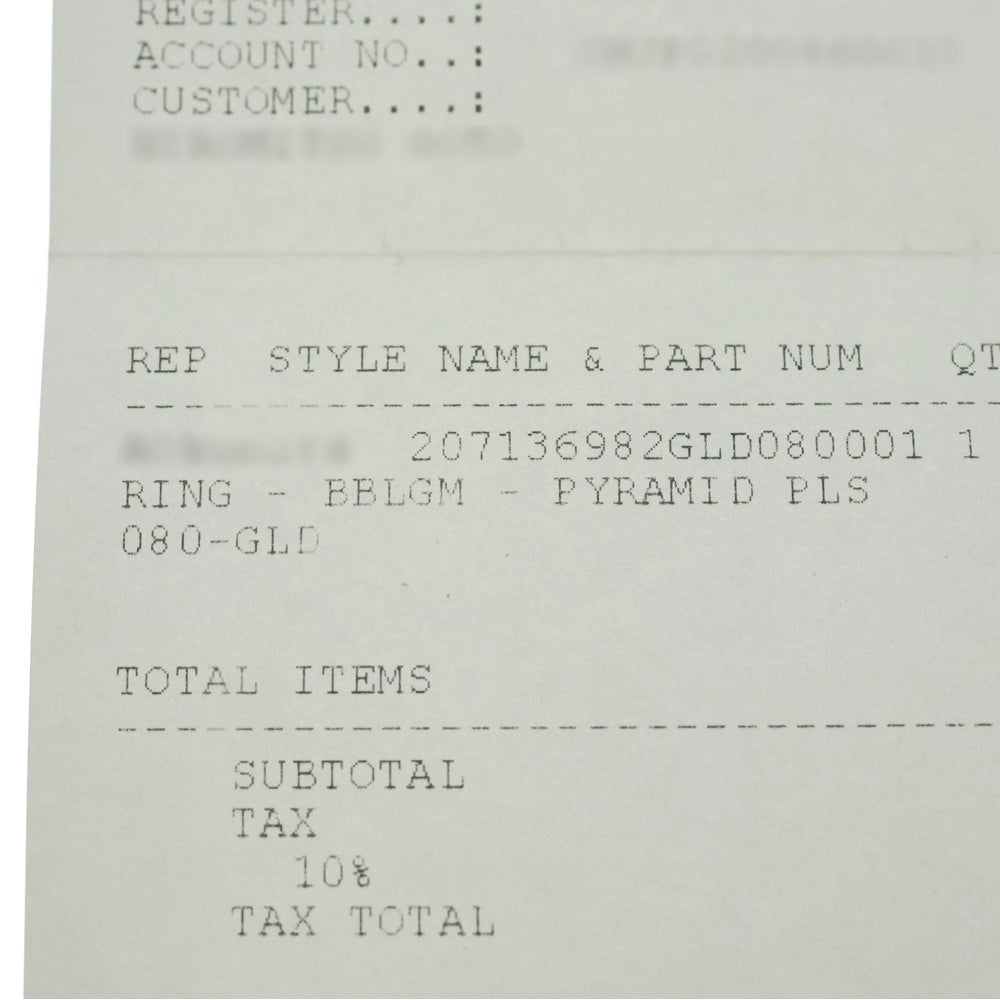 REGISTER....:
ACCOUNT NO..:
CUSTOMER....:
REP STYLE NAME & PART NUM QT
207136982GLD080001 1
RING - BBLGM - PYRAMID PLS
080-GLD
TOTAL ITEMS
SUBTOTAL
TAX
10%
TAX TOTAL